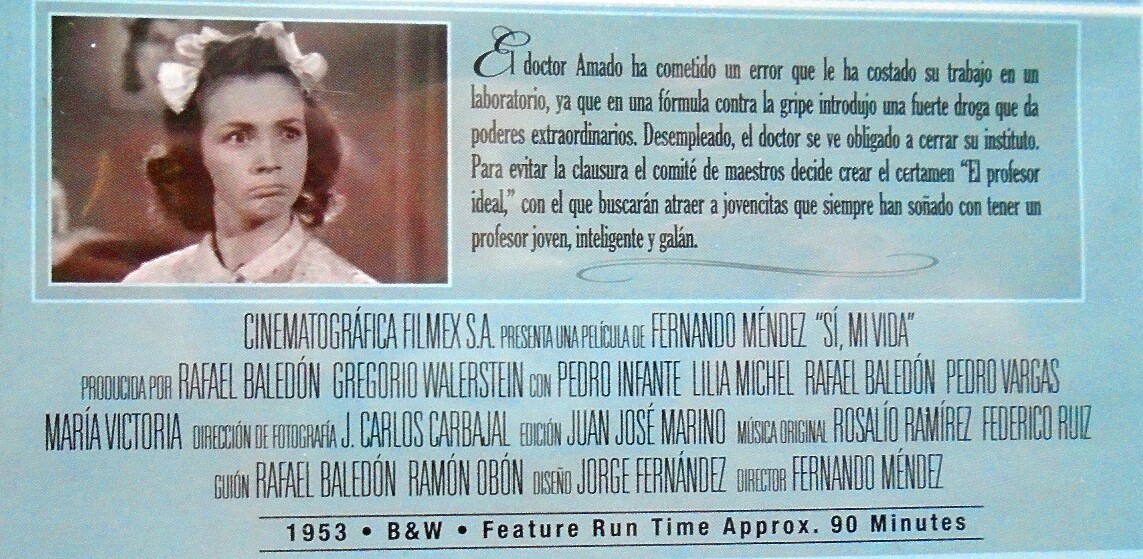 El doctor Amado ha cometido un error que le ha costado su trabajo en un
laboratorio, ya que en una fórmula contra la gripe introdujo una fuerte droga que da
poderes extraordinarios. Desempleado, el doctor se ve obligado a cerrar su instituto.
Para evitar la clausura el comité de maestros decide crear el certamen "El profesor
ideal," con el que buscarán atraer a jovencitas que siempre han soñado con tener un
profesor joven, inteligente y galán.
CINEMATOGRÁFICA FILMEX S.A. PRESENTA UNA PELÍCULA DE FERNANDO MÉNDEZ "SÍ, MI VIDA"
PRODUCIDA POR RAFAEL BALEDÓN GREGORIO WALERSTEIN CON PEDRO INFANTE LILIA MICHEL RAFAEL BALEDÓN PEDRO VARGAS
MARÍA VICTORIA DIRECCIÓN DE FOTOGRAFÍA J. CARLOS CARBAJAL EDICIÓN JUAN JOSÉ MARINO MÚSICA ORIGINAL ROSALÍO RAMÍREZ FEDERICO RUIZ
GUIÓN RAFAEL BALEDÓN RAMÓN OBÓN DISEÑO JORGE FERNÁNDEZ DIRECTOR FERNANDO MÉNDEZ
1953 • B&W • Feature Run Time Approx. 90 Minutes